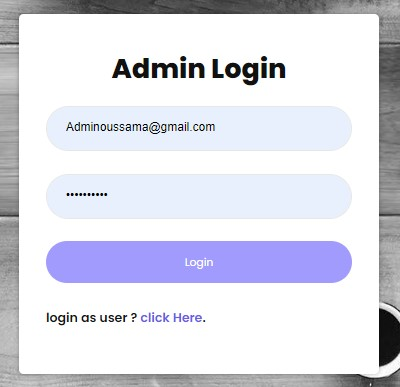 Admin Login
Adminoussama@gmail.com
••••••••••
Login
login as user ? click Here.